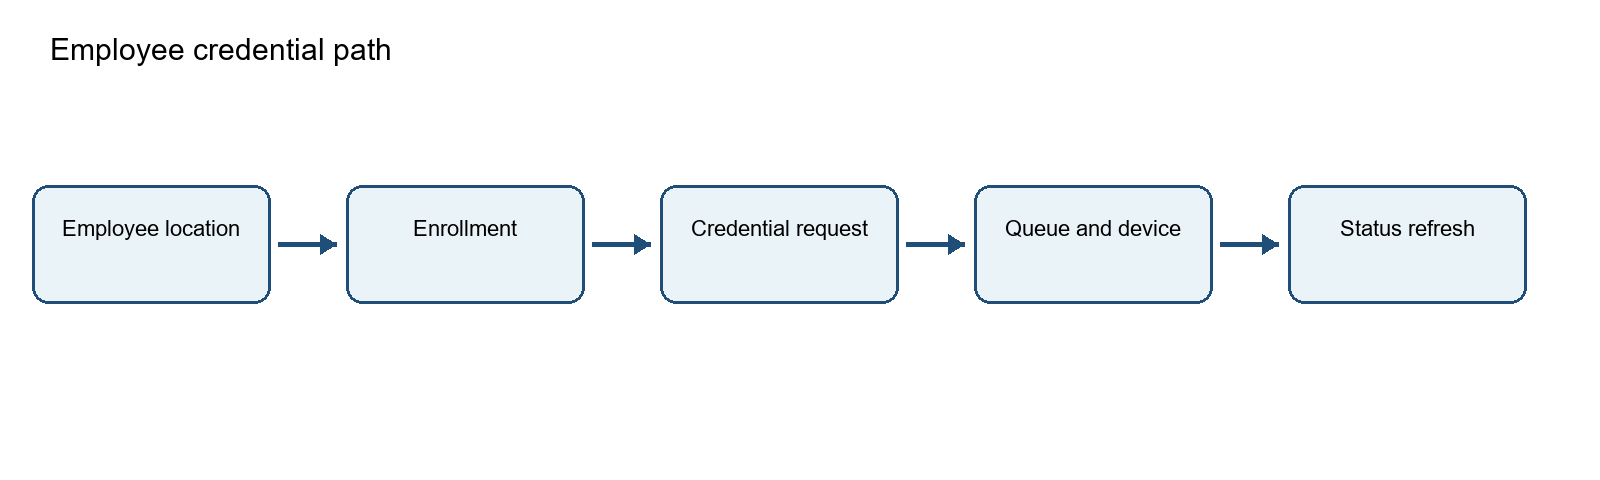 Employee credential path
Employee location
Enrollment
Credential request
Queue and device
Status refresh